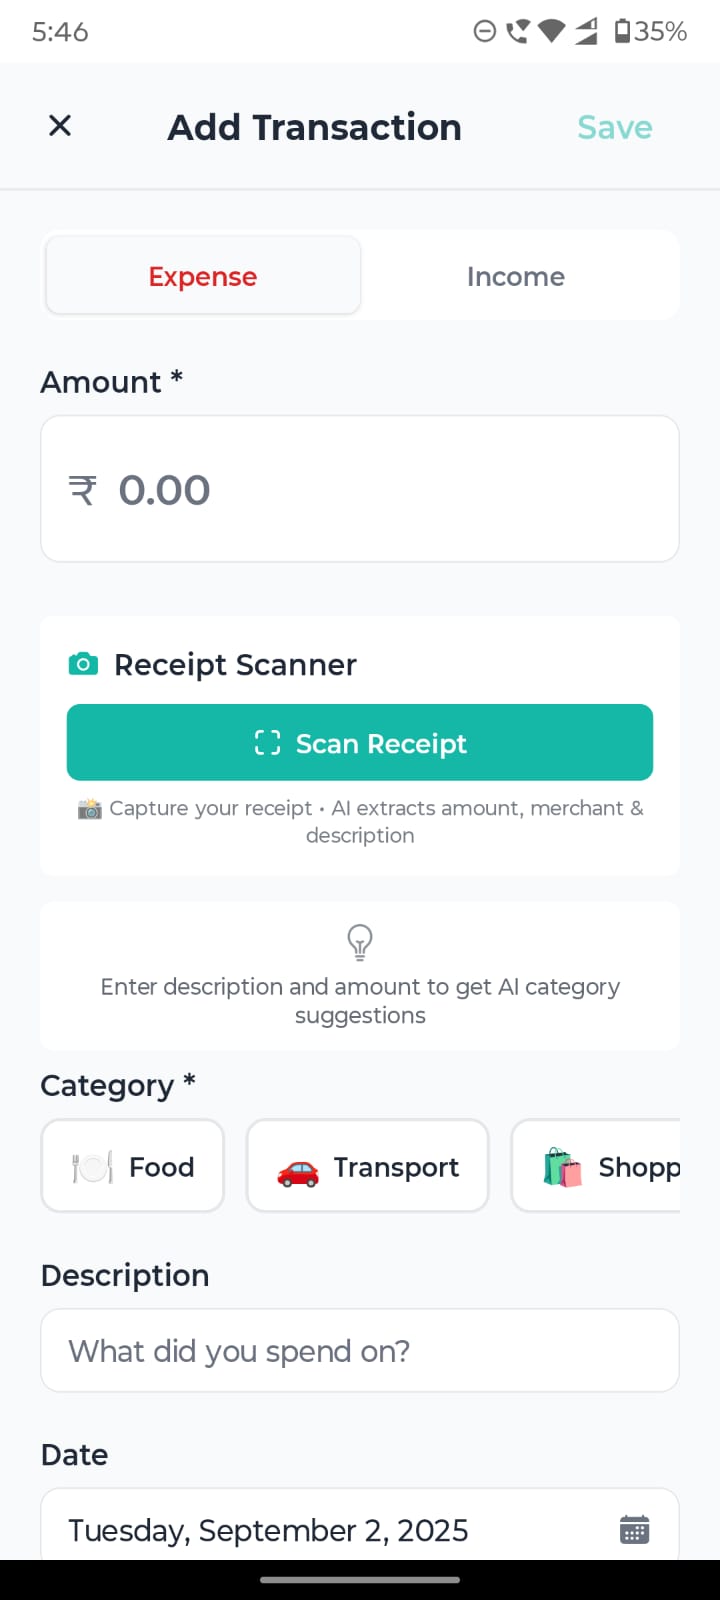 5:46
35%
Add Transaction
Save
Expense
Income
Amount *
₹ 0.00
Receipt Scanner
Scan Receipt
📸 Capture your receipt • AI extracts amount, merchant &
description
Enter description and amount to get AI category
suggestions
Category *
Food
Transport
Shopp
Description
What did you spend on?
Date
Tuesday, September 2, 2025